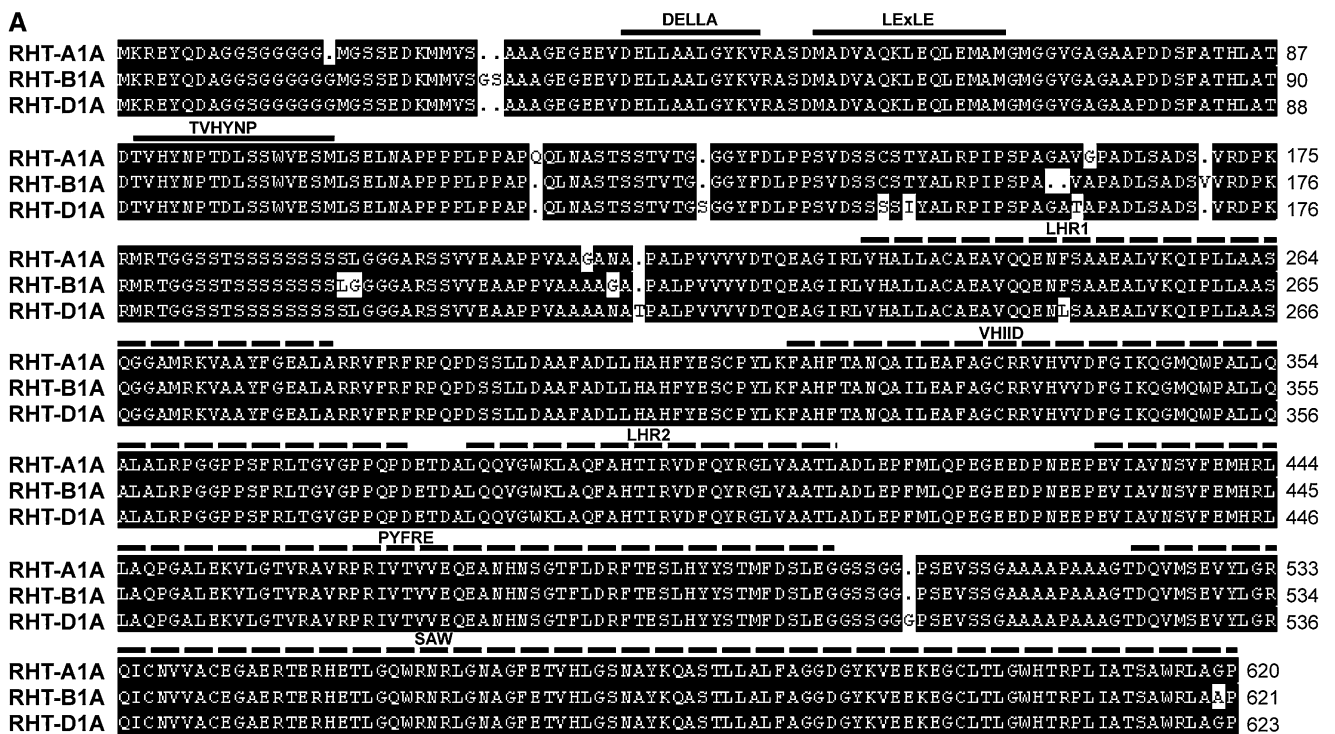 A
DELLA LExLE
RHT-A1A MKREYQDAGGSGGGGG.MGSSEDKMMVS..AAAGEGEEVDELLAALGYKVRASDMADVAQKLEQLEMAMGMGGVGAGAAPDDSFATHLAT 87
RHT-B1A MKREYQDAGGSGGGGGGMGSSEDKMMVSGSAAAGEGEEVDELLAALGYKVRASDMADVAQKLEQLEMAMGMGGVGAGAAPDDSFATHLAT 90
RHT-D1A MKREYQDAGGSGGGGGGMGSSEDKMMVS..AAAGEGEEVDELLAALGYKVRASDMADVAQKLEQLEMAMGMGGVGAGAAPDDSFATHLAT 88
TVHYNP
RHT-A1A DTVHYNPTDLSSWVESMLSELNAPPPPLPPAPQQLNASTSSTVTG.GGYFDLPPSVDSSCSTYALRPIPSPAGAVGPADLSADS.VRDPK 175
RHT-B1A DTVHYNPTDLSSWVESMLSELNAPPPPLPPAP.QLNASTSSTVTG.GGYFDLPPSVDSSCSTYALRPIPSPA..VAPADLSADSVVRDPK 176
RHT-D1A DTVHYNPTDLSSWVESMLSELNAPPPPLPPAP.QLNASTSSTVTGSGGYFDLPPSVDSSSSIYALRPIPSPAGATAPADLSADS.VRDPK 176
LHR1
RHT-A1A RMRTGGSSTSSSSSSSSSLGGGARSSVVEAAPPVAAGANA.PALPVVVVDTQEAGIRLVHALLACAEAVQQENFSAAEALVKQIPLLAAS 264
RHT-B1A RMRTGGSSTSSSSSSSSLGGGGARSSVVEAAPPVAAAAGA.PALPVVVVDTQEAGIRLVHALLACAEAVQQENFSAAEALVKQIPLLAAS 265
RHT-D1A RMRTGGSSTSSSSSSSSSLGGGARSSVVEAAPPVAAAANATPALPVVVVDTQEAGIRLVHALLACAEAVQQENLSAAEALVKQIPLLAAS 266
VHIID
RHT-A1A QGGAMRKVAAYFGEALARRVFRFRPQPDSSLLDAAFADLLHAHFYESCPYLKFAHFTANQAILEAFAGCRRVHVVDFGIKQGMQWPALLQ 354
RHT-B1A QGGAMRKVAAYFGEALARRVFRFRPQPDSSLLDAAFADLLHAHFYESCPYLKFAHFTANQAILEAFAGCRRVHVVDFGIKQGMQWPALLQ 355
RHT-D1A QGGAMRKVAAYFGEALARRVFRFRPQPDSSLLDAAFADLLHAHFYESCPYLKFAHFTANQAILEAFAGCRRVHVVDFGIKQGMQWPALLQ 356
LHR2
RHT-A1A ALALRPGGPPSFRLTGVGPPQPDETDALQQVGWKLAQFAHTIRVDFQYRGLVAATLADLEPFMLQPEGEEDPNEEPEVIAVNSVFEMHRL 444
RHT-B1A ALALRPGGPPSFRLTGVGPPQPDETDALQQVGWKLAQFAHTIRVDFQYRGLVAATLADLEPFMLQPEGEEDPNEEPEVIAVNSVFEMHRL 445
RHT-D1A ALALRPGGPPSFRLTGVGPPQPDETDALQQVGWKLAQFAHTIRVDFQYRGLVAATLADLEPFMLQPEGEEDPNEEPEVIAVNSVFEMHRL 446
PYFRE
RHT-A1A LAQPGALEKVLGTVRAVRPRIVTVVEQEANHNSGTFLDRFTESLHYYSTMFDSLEGGSSGG.PSEVSSGAAAAPAAAGTDQVMSEVYLGR 533
RHT-B1A LAQPGALEKVLGTVRAVRPRIVTVVEQEANHNSGTFLDRFTESLHYYSTMFDSLEGGSSGG.PSEVSSGAAAAPAAAGTDQVMSEVYLGR 534
RHT-D1A LAQPGALEKVLGTVRAVRPRIVTVVEQEANHNSGTFLDRFTESLHYYSTMFDSLEGGSSGGGPSEVSSGAAAAPAAAGTDQVMSEVYLGR 536
SAW
RHT-A1A QICNVVACEGAERTERHETLGQWRNRLGNAGFETVHLGSNAYKQASTLLALFAGGDGYKVEEKEGCLTLGWHTRPLIATSAWRLAGP 620
RHT-B1A QICNVVACEGAERTERHETLGQWRNRLGNAGFETVHLGSNAYKQASTLLALFAGGDGYKVEEKEGCLTLGWHTRPLIATSAWRLAAP 621
RHT-D1A QICNVVACEGAERTERHETLGQWRNRLGNAGFETVHLGSNAYKQASTLLALFAGGDGYKVEEKEGCLTLGWHTRPLIATSAWRLAGP 623